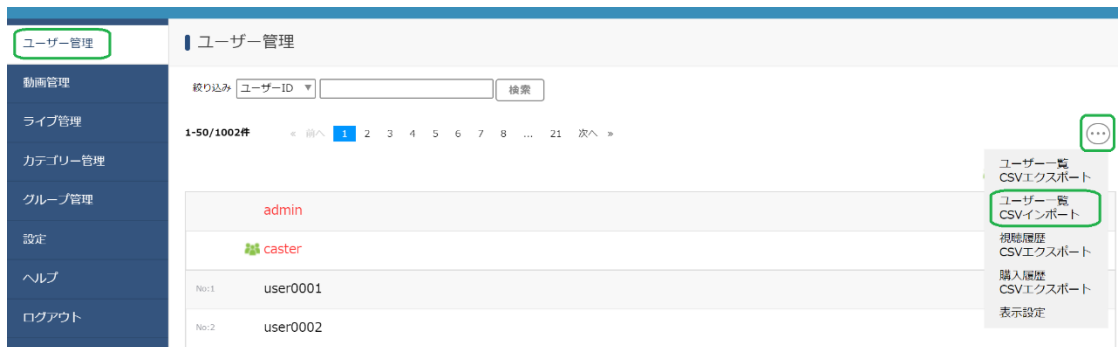 ユーザー管理
動画管理
ライブ管理
カテゴリー管理
グループ管理
設定
ヘルプ
ログアウト
ユーザー管理
絞り込み ユーザーID ▼ 検索
1-50/1002件 « 前へ 1 2 3 4 5 6 7 8 ... 21 次へ »
ユーザー一覧
CSVエクスポート
ユーザー一覧
CSVインポート
視聴履歴
CSVエクスポート
購入履歴
CSVエクスポート
表示設定
admin
caster
No:1 user0001
No:2 user0002